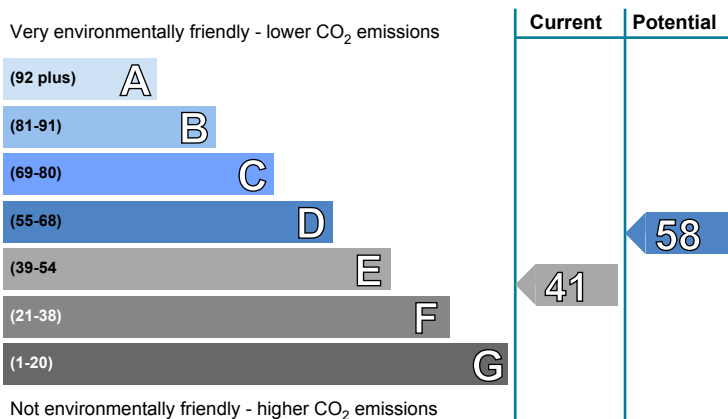 Current Potential
Very environmentally friendly - lower CO2 emissions
(92 plus) A
(81-91) B
(69-80) C
(55-68) D
58
(39-54 E
41
(21-38) F
(1-20) G
Not environmentally friendly - higher CO2 emissions